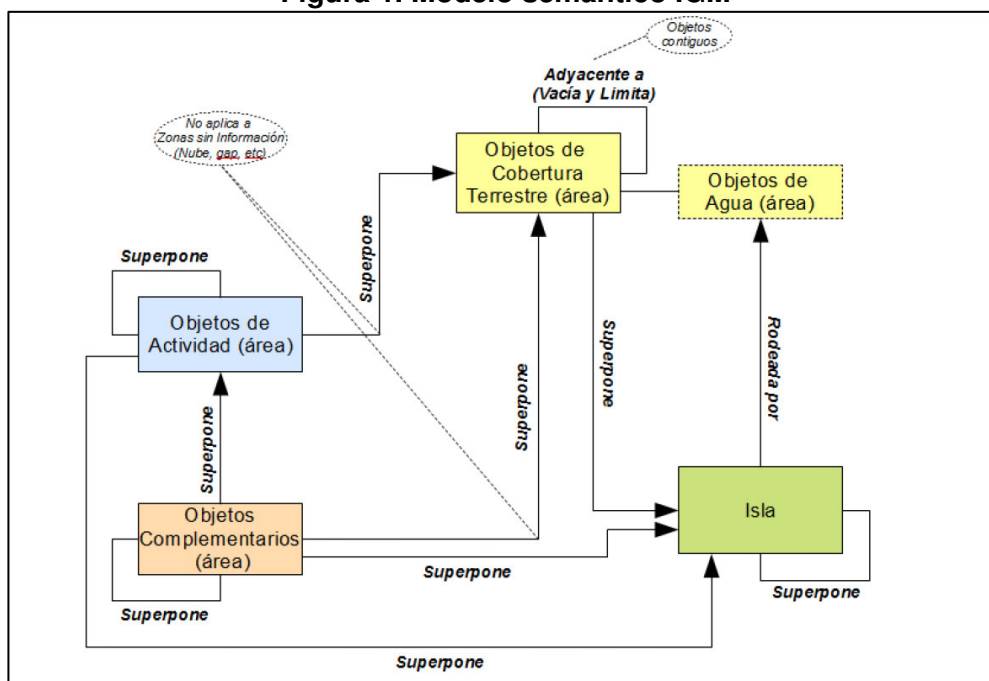 Figura 1. Modelo semántico IGM
Objetos
contiguos
Adyacente a
(Vacía y Limita)
No aplica a
Zonas sin Información
(Nube, gap, etc)
Objetos de
Cobertura
Terrestre (área)
Objetos de
Agua (área)
Superpone
Superpone
Objetos de
Actividad (área)
Superpone
Superpone
Rodeada por
Superpone
Objetos
Complementarios
(área)
Isla
Superpone
Superpone
Superpone
Superpone